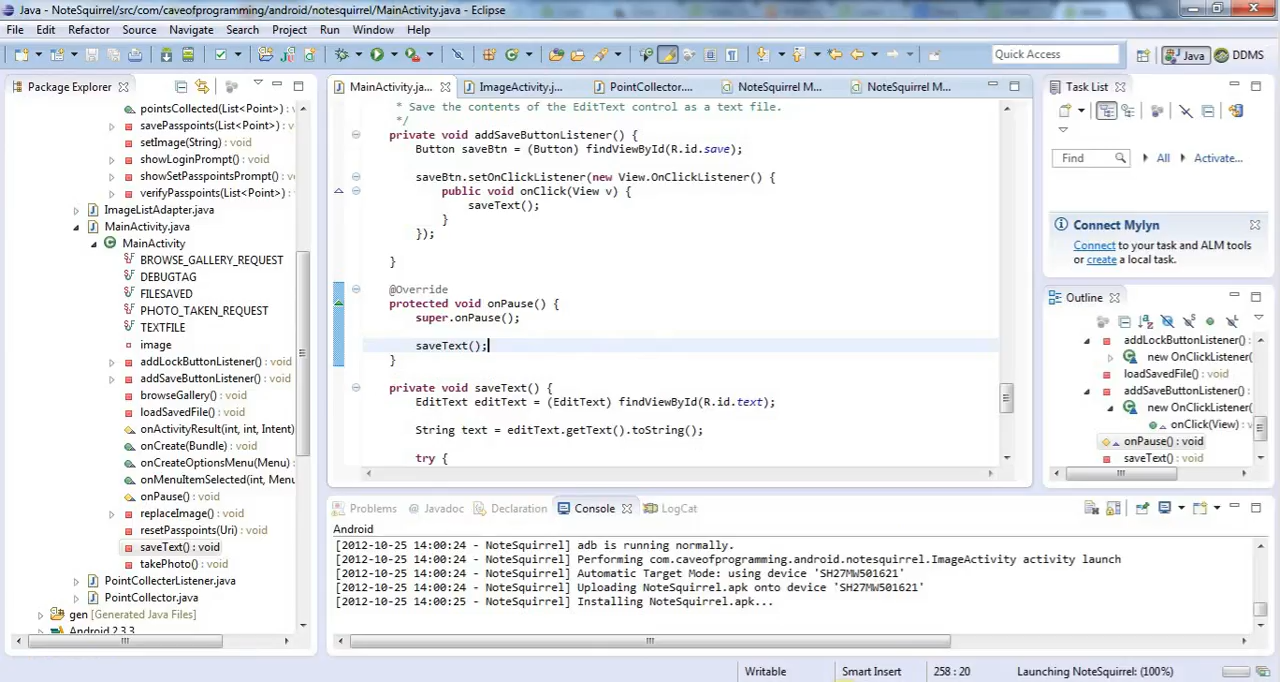 Java - NoteSquirrel/src/com/caveofprogramming/android/notesquirrel/MainActivity.java - Eclipse
File Edit Refactor Source Navigate Search Project Run Window Help
Quick Access
Java
DDMS
Package Explorer
pointsCollected(List<Point>) :
savePasspoints(List<Point>) :
setImage(String) : void
showLoginPrompt() : void
showSetPasspointsPrompt() : void
verifyPasspoints(List<Point>) :
ImageListAdapter.java
MainActivity.java
MainActivity
BROWSE_GALLERY_REQUEST
DEBUGTAG
FILESAVED
PHOTO_TAKEN_REQUEST
TEXTFILE
image
addLockButtonListener() : void
addSaveButtonListener() : void
browseGallery() : void
loadSavedFile() : void
onActivityResult(int, int, Intent)
onCreate(Bundle) : void
onCreateOptionsMenu(Menu) :
onMenuItemSelected(int, Menu
onPause() : void
replaceImage() : void
resetPasspoints(Uri) : void
saveText() : void
takePhoto() : void
PointCollecterListener.java
PointCollector.java
gen [Generated Java Files]
Android 2.3.3
MainActivity.ja...
ImageActivity.j...
PointCollector....
NoteSquirrel M...
NoteSquirrel M...
* Save the contents of the EditText control as a text file.
*/
private void addSaveButtonListener() {
Button saveBtn = (Button) findViewById(R.id.save);
saveBtn.setOnClickListener(new View.OnClickListener() {
public void onClick(View v) {
saveText();
}
});
}
@Override
protected void onPause() {
super.onPause();
saveText();
}
private void saveText() {
EditText editText = (EditText) findViewById(R.id.text);
String text = editText.getText().toString();
try {
Task List
Find
All
Activate...
Connect Mylyn
Connect to your task and ALM tools
or create a local task.
Outline
addLockButtonListener() : void
new OnClickListener
loadSavedFile() : void
addSaveButtonListener() : void
new OnClickListener
onClick(View) : v
onPause() : void
saveText() : void
Problems
@ Javadoc
Declaration
Console
LogCat
Android
[2012-10-25 14:00:24 - NoteSquirrel] adb is running normally.
[2012-10-25 14:00:24 - NoteSquirrel] Performing com.caveofprogramming.android.notesquirrel.ImageActivity activity launch
[2012-10-25 14:00:24 - NoteSquirrel] Automatic Target Mode: using device 'SH27MW501621'
[2012-10-25 14:00:24 - NoteSquirrel] Uploading NoteSquirrel.apk onto device 'SH27MW501621'
[2012-10-25 14:00:25 - NoteSquirrel] Installing NoteSquirrel.apk...
Writable
Smart Insert
258 : 20
Launching NoteSquirrel: (100%)